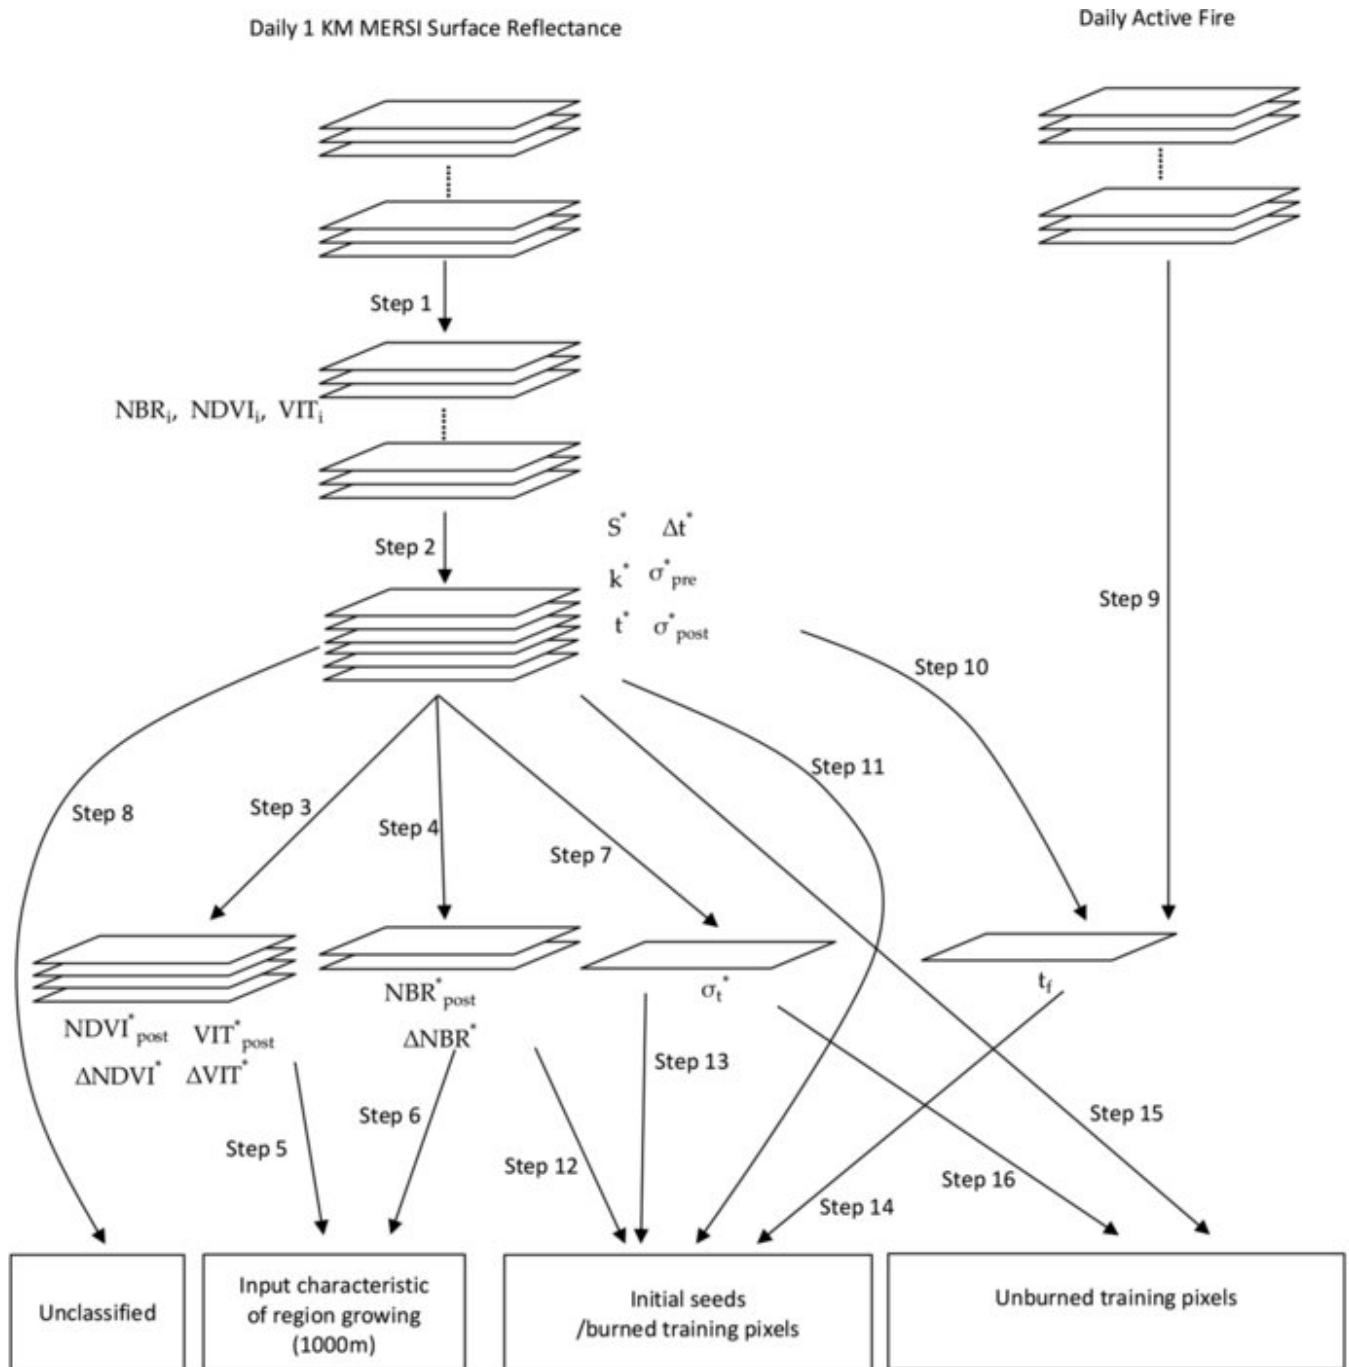 Daily 1 KM MERSI Surface Reflectance
Daily Active Fire
Step 1
NBRᵢ, NDVIᵢ, VITᵢ
Step 2
S* Δt*
k* σ*pre
t* σ*post
Step 9
Step 10
Step 11
Step 8
Step 3
Step 4
Step 7
NDVI*post VIT*post
ΔNDVI* ΔVIT*
NBR*post
ΔNBR*
σt*
tf
Step 13
Step 6
Step 5
Step 12
Step 15
Step 16
Step 14
Unclassified
Input characteristic
of region growing
(1000m)
Initial seeds
/burned training pixels
Unburned training pixels